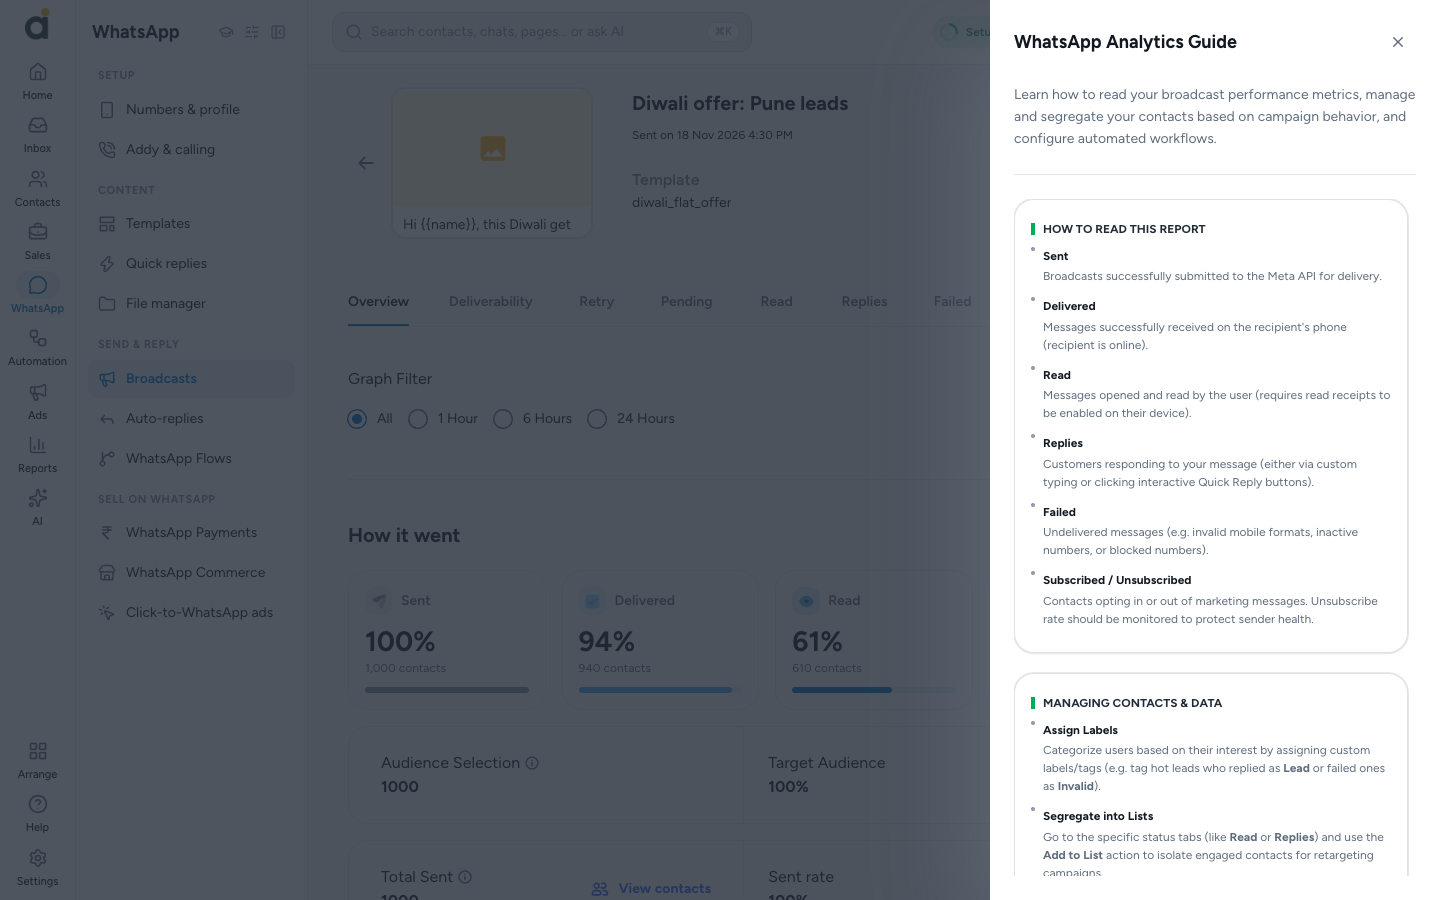 a
Home
Inbox
Contacts
Sales
WhatsApp
Automation
Ads
Reports
AI
Arrange
Help
Settings
WhatsApp
SETUP
Numbers & profile
Addy & calling
CONTENT
Templates
Quick replies
File manager
SEND & REPLY
Broadcasts
Auto-replies
WhatsApp Flows
SELL ON WHATSAPP
WhatsApp Payments
WhatsApp Commerce
Click-to-WhatsApp ads
Search contacts, chats, pages... or ask AI
⌘K
Setu
Hi {{name}}, this Diwali get
Diwali offer: Pune leads
Sent on 18 Nov 2026 4:30 PM
Template
diwali_flat_offer
Overview Deliverability Retry Pending Read Replies Failed
Graph Filter
All 1 Hour 6 Hours 24 Hours
How it went
Sent
100%
1,000 contacts
Delivered
94%
940 contacts
Read
61%
610 contacts
Audience Selection
1000
Target Audience
100%
Total Sent
1000
View contacts
Sent rate
100%
WhatsApp Analytics Guide
Learn how to read your broadcast performance metrics, manage
and segregate your contacts based on campaign behavior, and
configure automated workflows.
HOW TO READ THIS REPORT
Sent
Broadcasts successfully submitted to the Meta API for delivery.
Delivered
Messages successfully received on the recipient's phone
(recipient is online).
Read
Messages opened and read by the user (requires read receipts to
be enabled on their device).
Replies
Customers responding to your message (either via custom
typing or clicking interactive Quick Reply buttons).
Failed
Undelivered messages (e.g. invalid mobile formats, inactive
numbers, or blocked numbers).
Subscribed / Unsubscribed
Contacts opting in or out of marketing messages. Unsubscribe
rate should be monitored to protect sender health.
MANAGING CONTACTS & DATA
Assign Labels
Categorize users based on their interest by assigning custom
labels/tags (e.g. tag hot leads who replied as Lead or failed ones
as Invalid).
Segregate into Lists
Go to the specific status tabs (like Read or Replies) and use the
Add to List action to isolate engaged contacts for retargeting
campaigns.